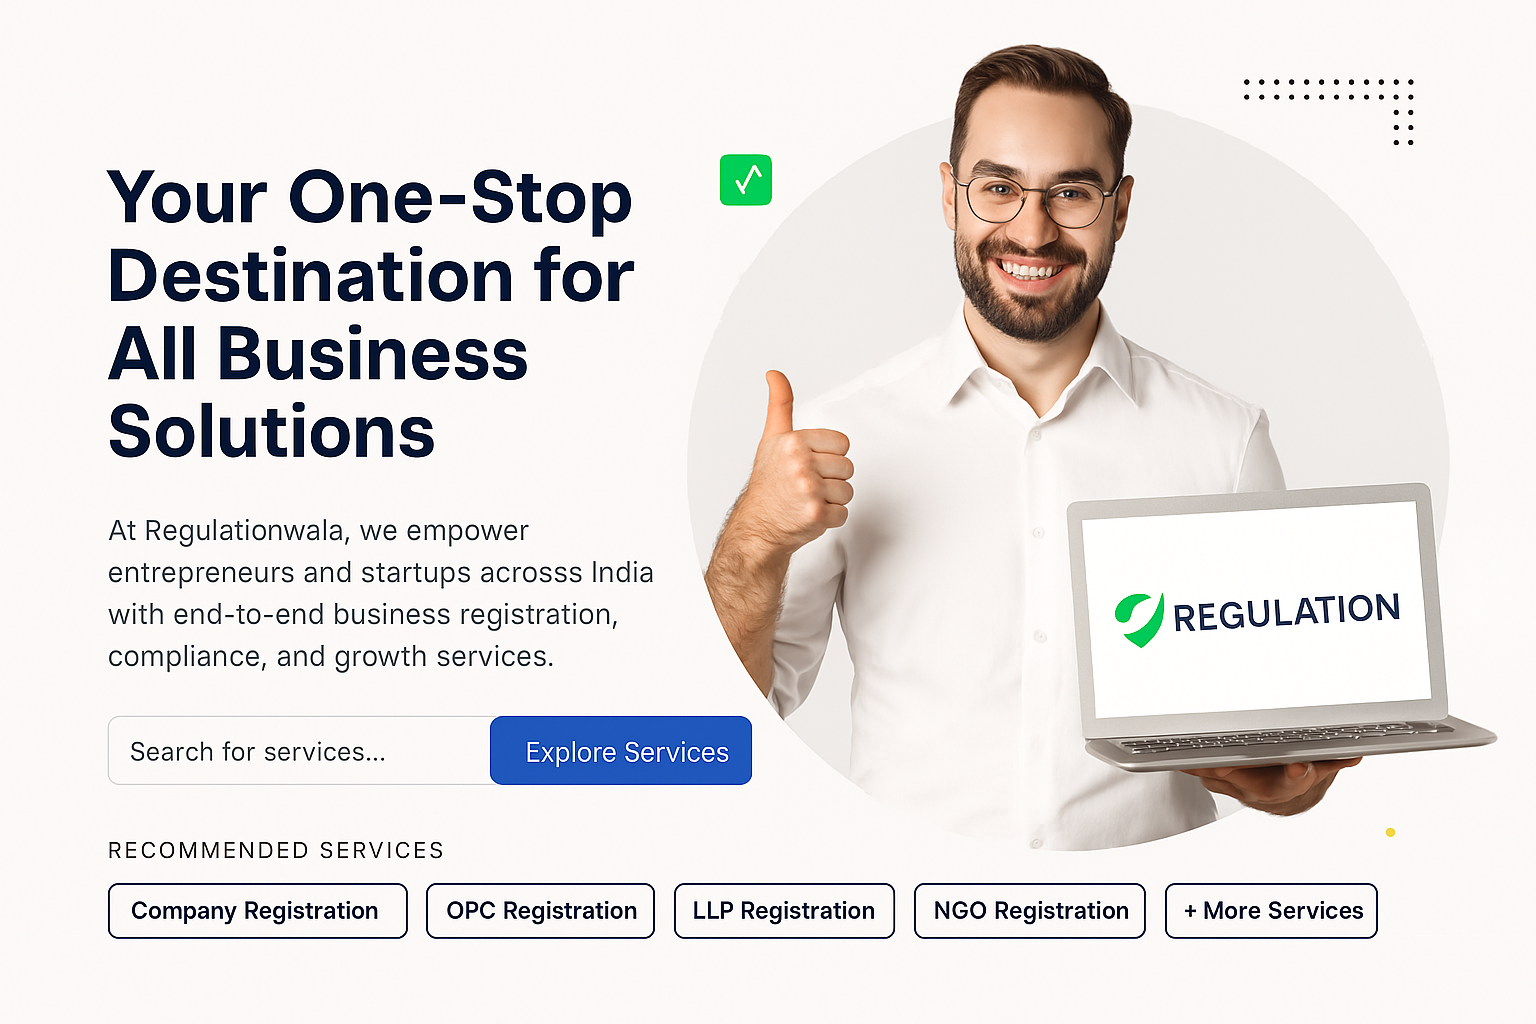 Your One-Stop
Destination for
All Business
Solutions
At Regulationwala, we empower
entrepreneurs and startups acrosss India
with end-to-end business registration,
compliance, and growth services.
Search for services...
Explore Services
REGULATION
RECOMMENDED SERVICES
Company Registration
OPC Registration
LLP Registration
NGO Registration
+ More Services